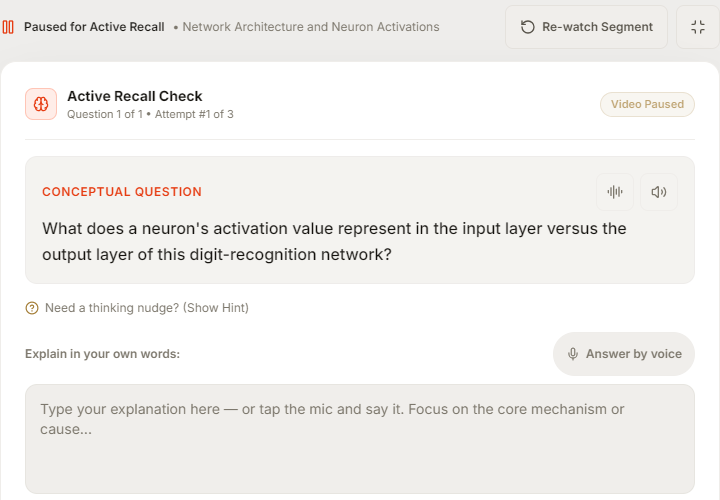 Paused for Active Recall • Network Architecture and Neuron Activations
Re-watch Segment
Active Recall Check
Question 1 of 1 • Attempt #1 of 3
Video Paused
CONCEPTUAL QUESTION
What does a neuron's activation value represent in the input layer versus the
output layer of this digit-recognition network?
Need a thinking nudge? (Show Hint)
Explain in your own words:
Answer by voice
Type your explanation here — or tap the mic and say it. Focus on the core mechanism or
cause...